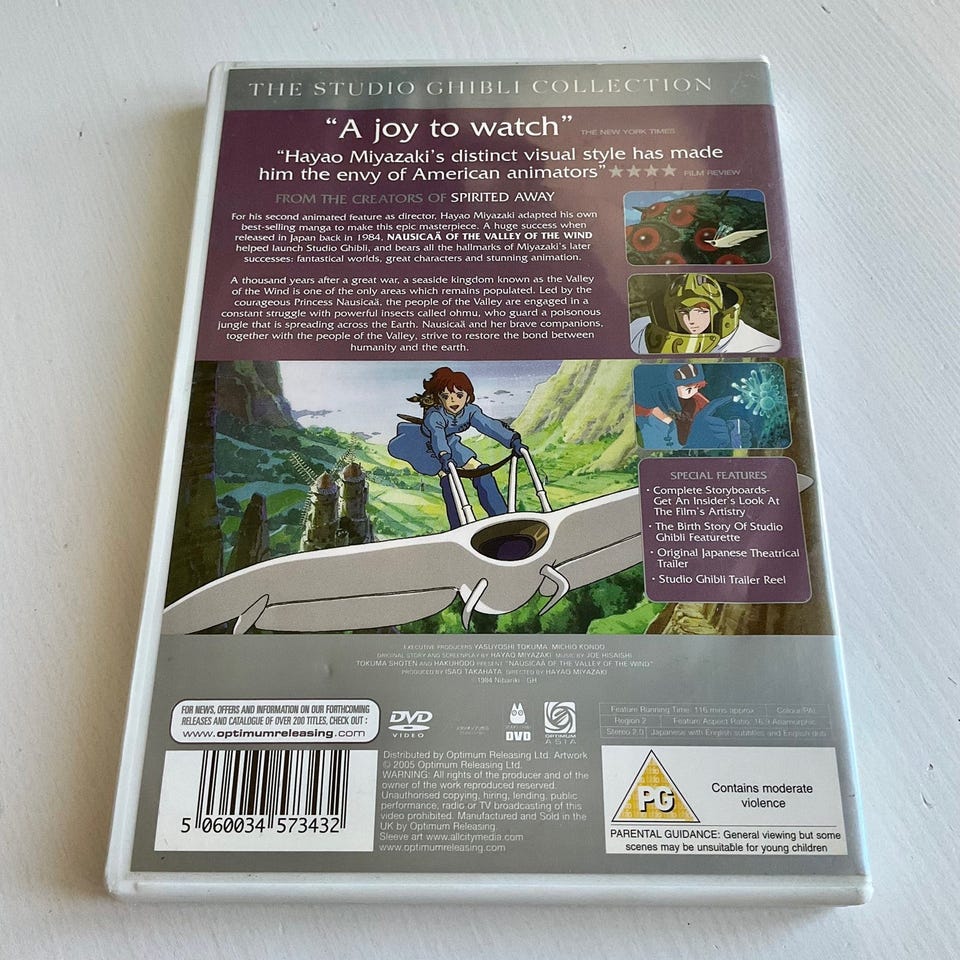 THE STUDIO GHIBLI COLLECTION
“A joy to watch” THE NEW YORK TIMES
“Hayao Miyazaki's distinct visual style has made
him the envy of American animators” ★★★★ FILM REVIEW
FROM THE CREATORS OF SPIRITED AWAY
For his second animated feature as director, Hayao Miyazaki adapted his own
best-selling manga to make this epic masterpiece. A huge success when
released in Japan back in 1984, NAUSICAÄ OF THE VALLEY OF THE WIND
helped launch Studio Ghibli, and bears all the hallmarks of Miyazaki's later
successes: fantastical worlds, great characters and stunning animation.
A thousand years after a great war, a seaside kingdom known as the Valley
of the Wind is one of the only areas which remains populated. Led by the
courageous Princess Nausicaä, the people of the Valley are engaged in a
constant struggle with powerful insects called ohmu, who guard a poisonous
jungle that is spreading across the Earth. Nausicaä and her brave companions,
together with the people of the Valley, strive to restore the bond between
humanity and the earth.
SPECIAL FEATURES
· Complete Storyboards-
Get An Insider's Look At
The Film's Artistry
· The Birth Story Of Studio
Ghibli Featurette
· Original Japanese Theatrical
Trailer
· Studio Ghibli Trailer Reel
EXECUTIVE PRODUCERS YASUYOSHI TOKUMA MICHIO KONDO
ORIGINAL STORY AND SCREENPLAY BY HAYAO MIYAZAKI MUSIC BY JOE HISAISHI
TOKUMA SHOTEN AND HAKUHODO PRESENT "NAUSICAÄ OF THE VALLEY OF THE WIND"
PRODUCED BY ISAO TAKAHATA DIRECTED BY HAYAO MIYAZAKI
©1984 Nibariki · GH
FOR NEWS, OFFERS AND INFORMATION ON OUR FORTHCOMING
RELEASES AND CATALOGUE OF OVER 200 TITLES, CHECK OUT :
www.optimumreleasing.com
DVD
VIDEO
DVD
OPTIMUM
ASIA
Feature Running Time: 116 mins approx Colour/PAL
Region 2 Feature Aspect Ratio: 16:9 Anamorphic
Stereo 2.0 Japanese with English subtitles and English dub
5 060034 573432
Distributed by Optimum Releasing Ltd. Artwork
© 2005 Optimum Releasing Ltd.
WARNING: All rights of the producer and of the
owner of the work reproduced reserved.
Unauthorised copying, hiring, lending, public
performance, radio or TV broadcasting of this
video prohibited. Manufactured and Sold in the
UK by Optimum Releasing.
Sleeve art www.allcitymedia.com
www.optimumreleasing.com
PG
Contains moderate
violence
PARENTAL GUIDANCE: General viewing but some
scenes may be unsuitable for young children